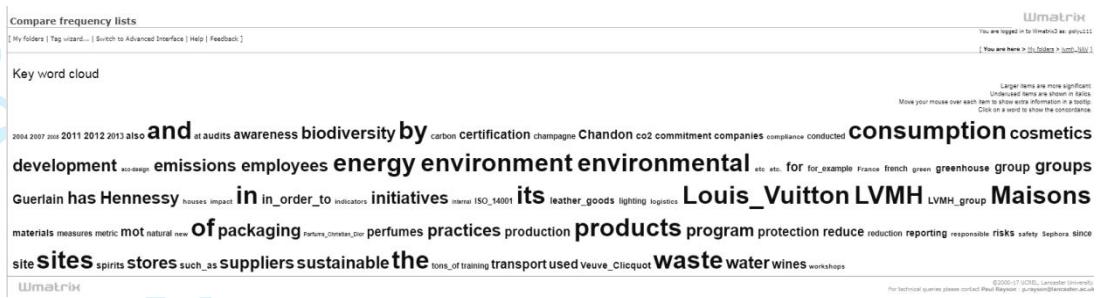 Compare frequency lists
Wmatrix
[ My folders | Tag wizard... | Switch to Advanced Interface | Help | Feedback ]
You are logged in to Wmatrix3 as: polyu111
[ You are here > My folders > lvmh_NAV ]
Key word cloud
Larger items are more significant
Underused items are shown in italics
Move your mouse over each item to show extra information in a tooltip
Click on a word to show the concordance
2004 2007 2008 2011 2012 2013 also and at audits awareness biodiversity by carbon certification champagne Chandon co2 commitment companies compliance conducted consumption cosmetics
development eco-design emissions employees energy environment environmental etc etc. for for_example France french green greenhouse group groups
Guerlain has Hennessy houses impact in in_order_to indicators initiatives internal ISO_14001 its leather_goods lighting logistics Louis_Vuitton LVMH LVMH_group Maisons
materials measures metric mot natural new of packaging Parfums_Christian_Dior perfumes practices production products program protection reduce reduction reporting responsible risks safety Sephora since
site sites spirits stores such_as suppliers sustainable the tons_of training transport used Veuve_Clicquot waste water wines workshops
Wmatrix
©2000-17 UCREL, Lancaster University
For technical queries please contact Paul Rayson : p.rayson@lancaster.ac.uk